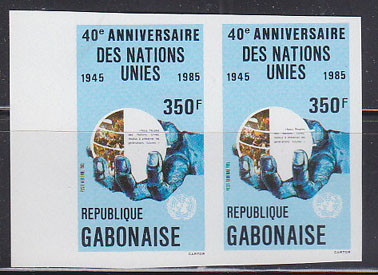 40e ANNIVERSAIRE
DES NATIONS
UNIES
1945 1985
350F
REPUBLIQUE
GABONAISE
CARTOR
40e ANNIVERSAIRE
DES NATIONS
UNIES
1945 1985
350F
REPUBLIQUE
GABONAISE
CARTOR